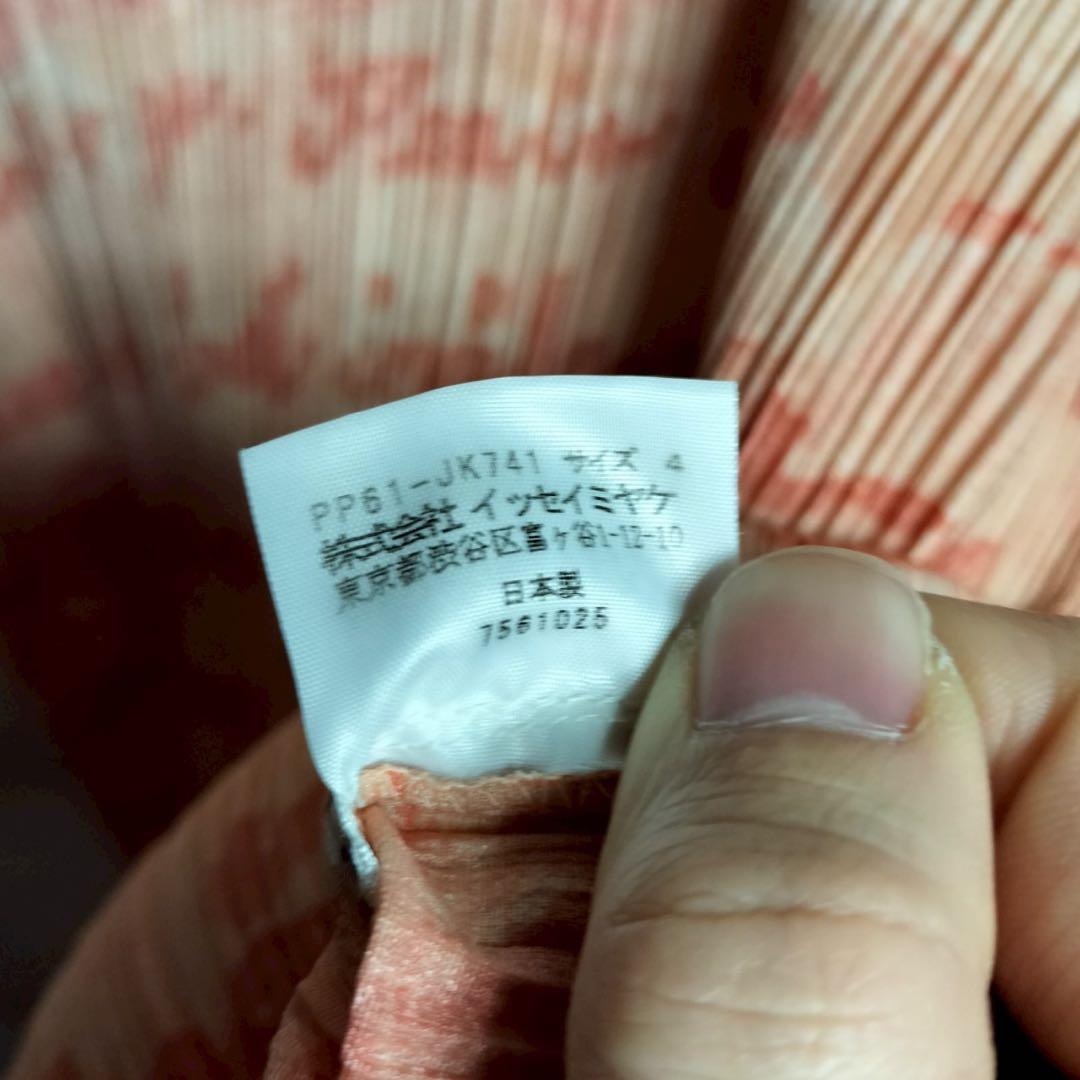 PP61-JK741 サイズ 4
株式会社 イッセイミヤケ
東京都渋谷区富ヶ谷1-12-10
日本製
7561025